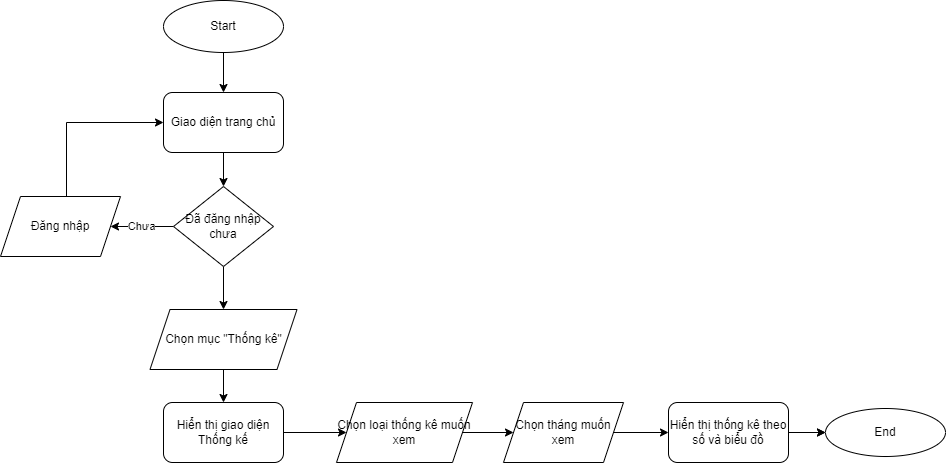 Start
Giao diện trang chủ
Đăng nhập
Chưa
Đã đăng nhập
chưa
Chọn mục "Thống kê"
Hiển thị giao diện
Thống kế
Chọn loại thống kê muốn
xem
Chọn tháng muốn
xem
Hiển thị thống kê theo
số và biểu đồ
End